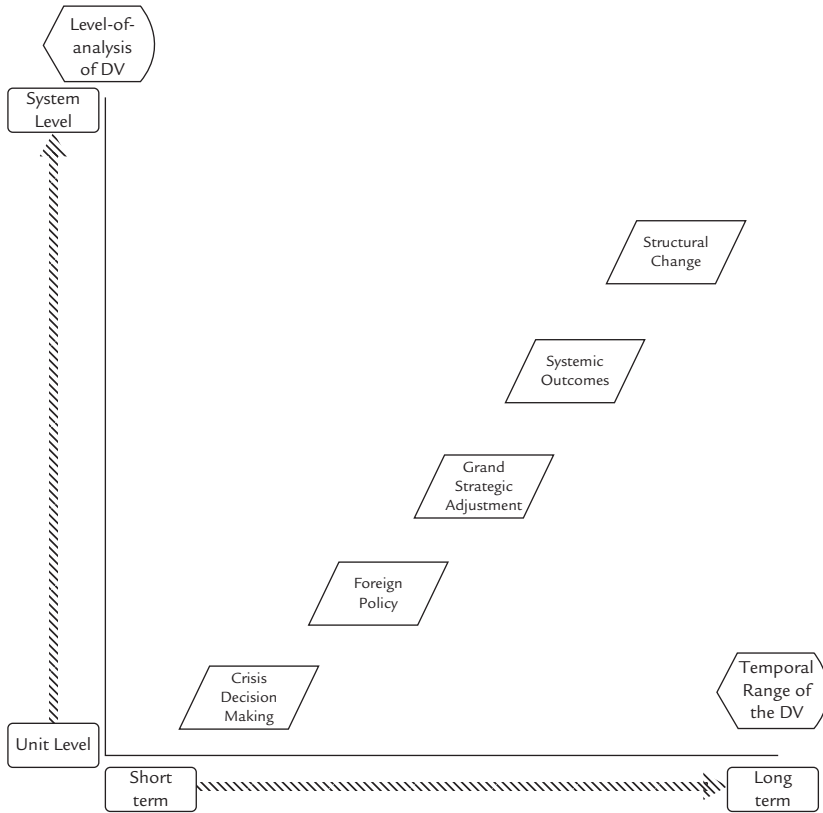 Level-of-
analysis
of DV
System
Level
Structural
Change
Systemic
Outcomes
Grand
Strategic
Adjustment
Foreign
Policy
Crisis
Decision
Making
Temporal
Range of
the DV
Unit Level
Short
term
Long
term